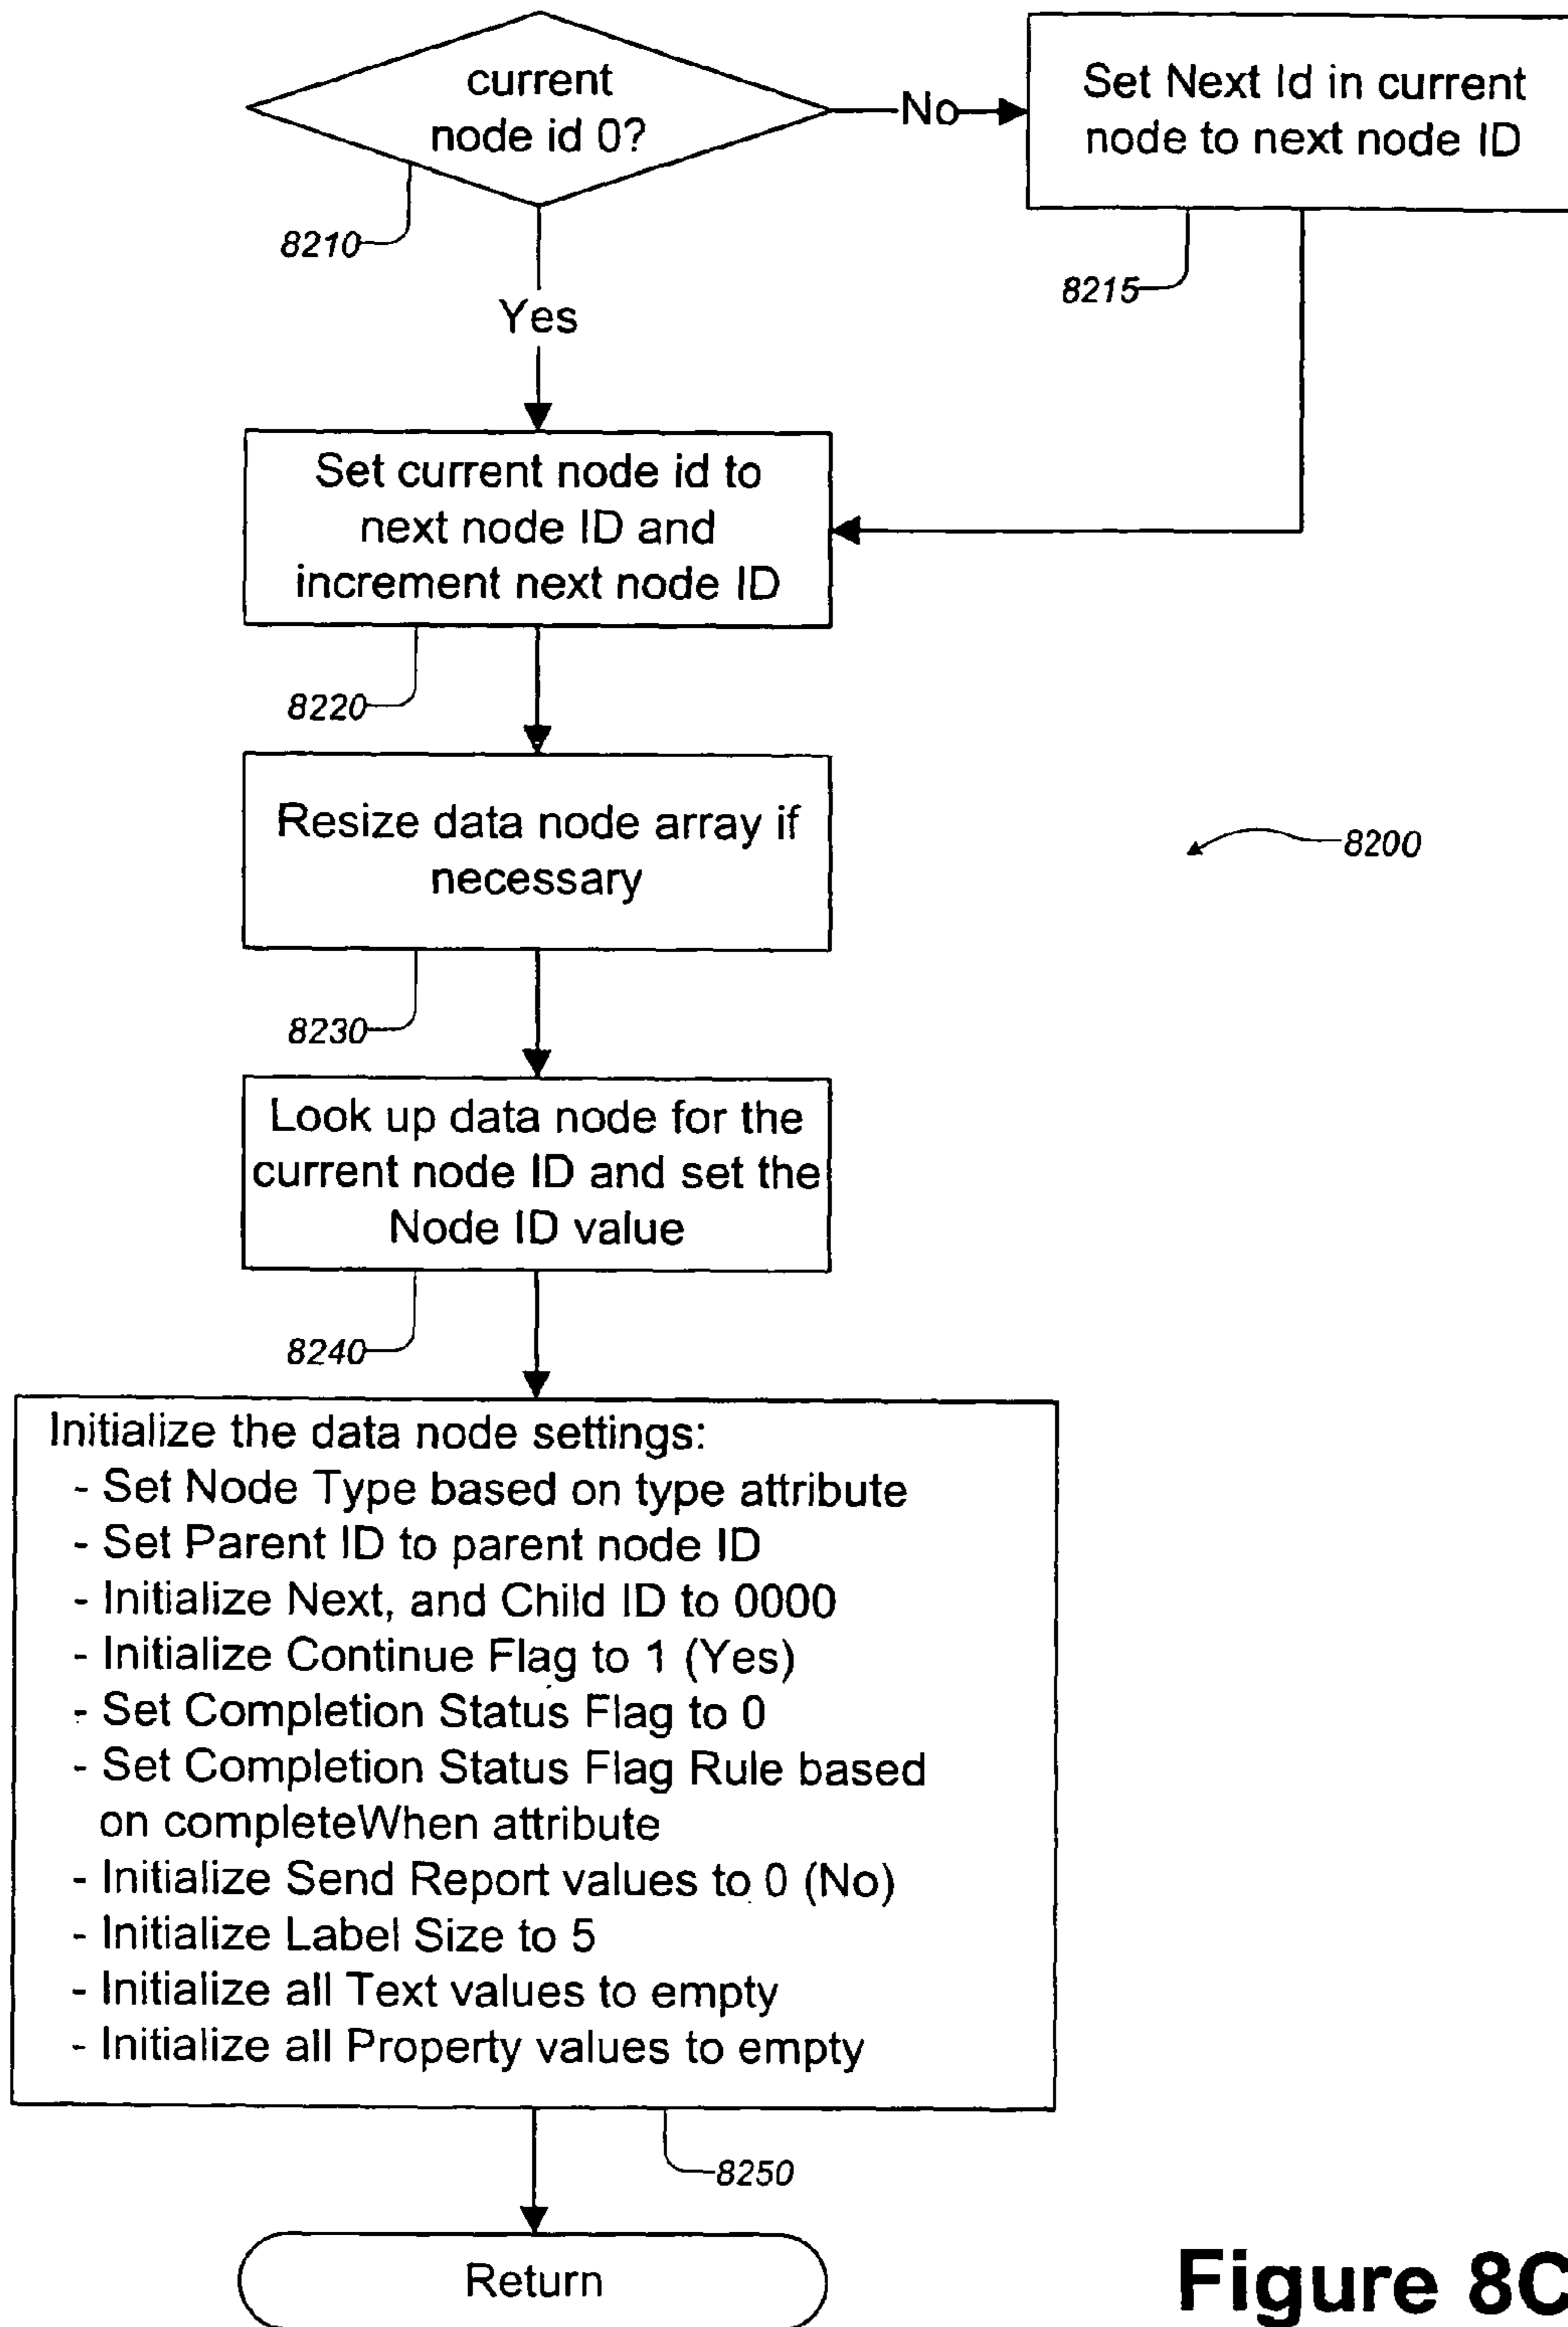 current
node id 0?
No
Set Next Id in current
node to next node ID
8210
8215
Yes
Set current node id to
next node ID and
increment next node ID
8220
Resize data node array if
necessary
8200
8230
Look up data node for the
current node ID and set the
Node ID value
8240
Initialize the data node settings:
- Set Node Type based on type attribute
- Set Parent ID to parent node ID
- Initialize Next, and Child ID to 0000
- Initialize Continue Flag to 1 (Yes)
- Set Completion Status Flag to 0
- Set Completion Status Flag Rule based
on completeWhen attribute
- Initialize Send Report values to 0 (No)
- Initialize Label Size to 5
- Initialize all Text values to empty
- Initialize all Property values to empty
8250
Return
Figure 8C